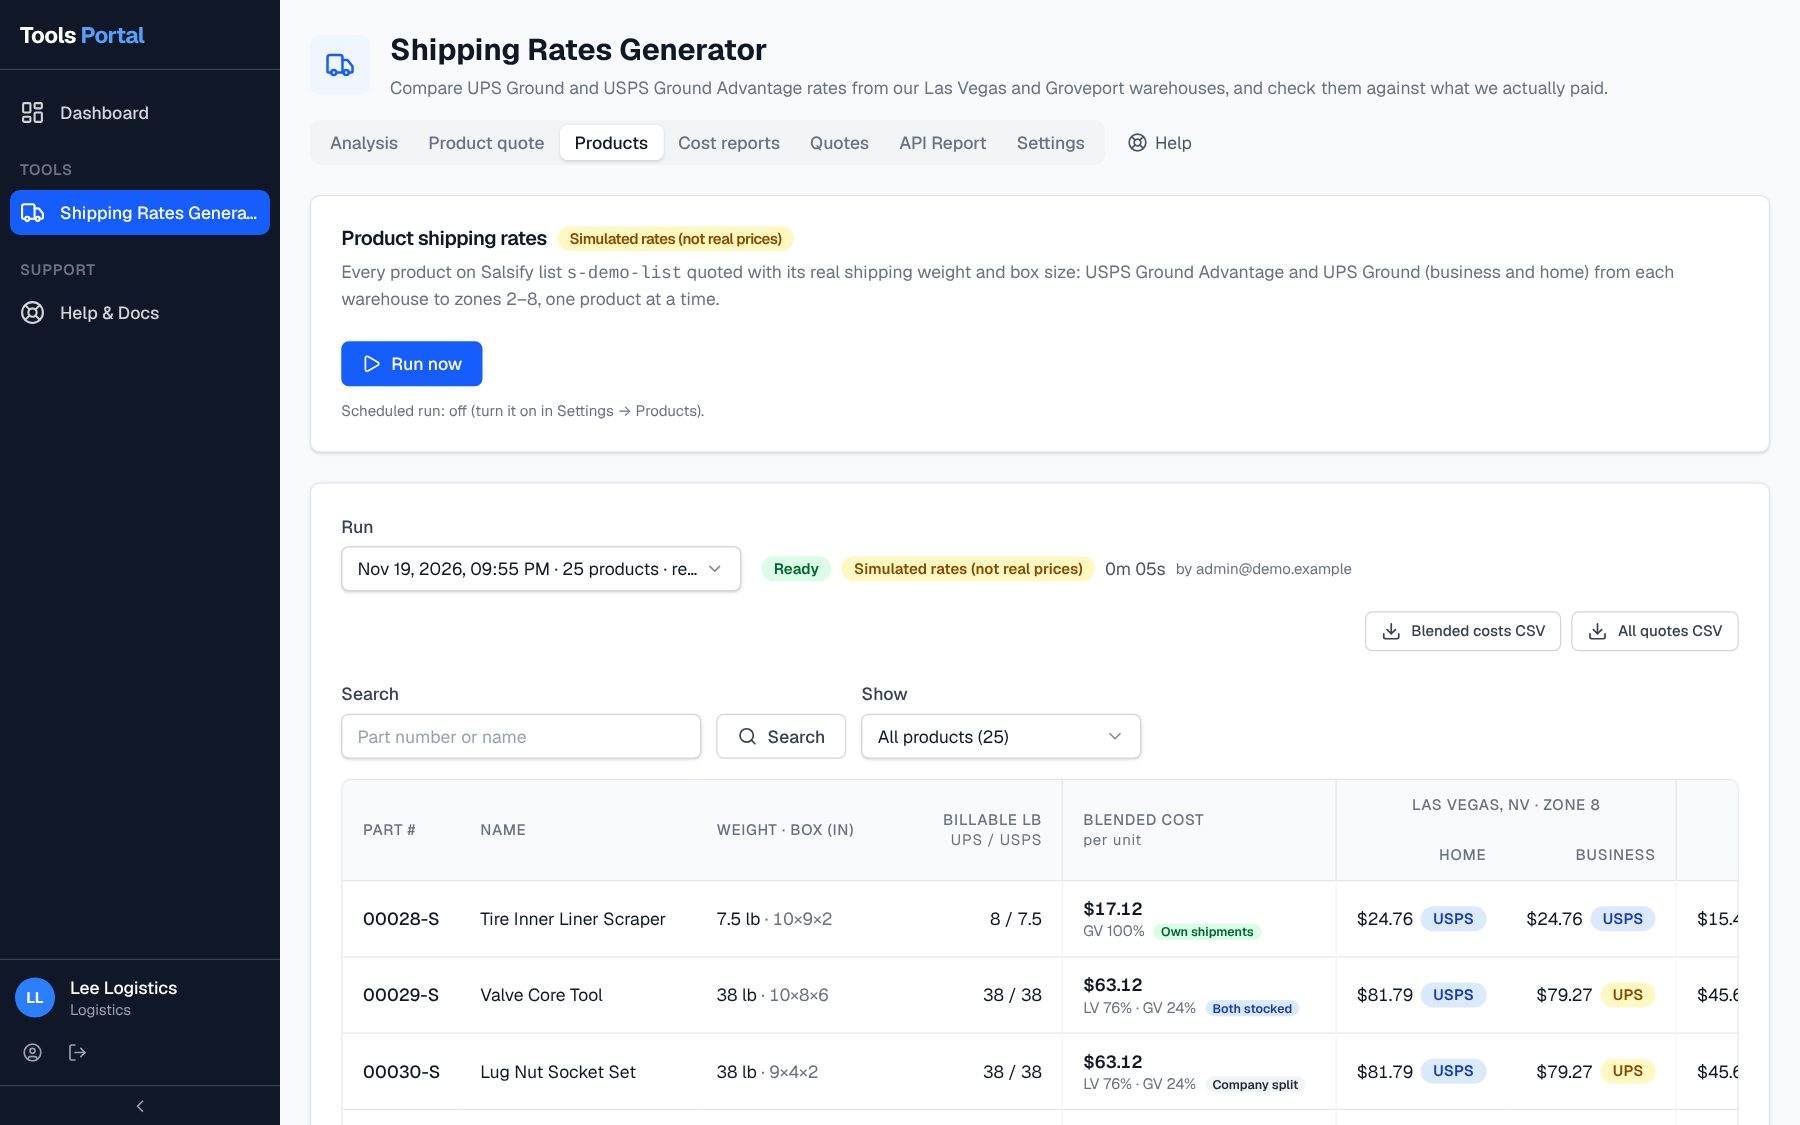 Tools Portal
Dashboard
TOOLS
Shipping Rates Genera...
SUPPORT
Help & Docs
LL
Lee Logistics
Logistics
Shipping Rates Generator
Compare UPS Ground and USPS Ground Advantage rates from our Las Vegas and Groveport warehouses, and check them against what we actually paid.
Analysis Product quote Products Cost reports Quotes API Report Settings Help
Product shipping rates Simulated rates (not real prices)
Every product on Salsify list s-demo-list quoted with its real shipping weight and box size: USPS Ground Advantage and UPS Ground (business and home) from each
warehouse to zones 2–8, one product at a time.
Run now
Scheduled run: off (turn it on in Settings → Products).
Run
Nov 19, 2026, 09:55 PM · 25 products · re... Ready Simulated rates (not real prices) 0m 05s by admin@demo.example
Blended costs CSV All quotes CSV
Search Show
Part number or name Search All products (25)
LAS VEGAS, NV · ZONE 8
PART # NAME WEIGHT · BOX (IN) BILLABLE LB BLENDED COST
UPS / USPS per unit
HOME BUSINESS
00028-S Tire Inner Liner Scraper 7.5 lb · 10×9×2 8 / 7.5 $17.12 $24.76 USPS $24.76 USPS $15.4
GV 100% Own shipments
00029-S Valve Core Tool 38 lb · 10×8×6 38 / 38 $63.12 $81.79 USPS $79.27 UPS $45.6
LV 76% · GV 24% Both stocked
00030-S Lug Nut Socket Set 38 lb · 9×4×2 38 / 38 $63.12 $81.79 USPS $79.27 UPS $45.6
LV 76% · GV 24% Company split